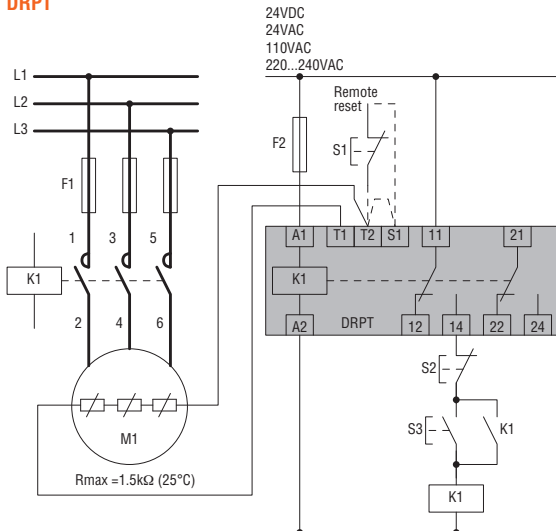 DRPT
24VDC
24VAC
110VAC
220...240VAC
L1
L2
L3
Remote
reset
F1
F2
S1
A1 T1 T2 S1 11 21
1 3 5
K1
K1
A2 DRPT 12 14 22 24
2 4 6
S2
M1
S3 K1
Rmax =1.5kΩ (25°C)
K1